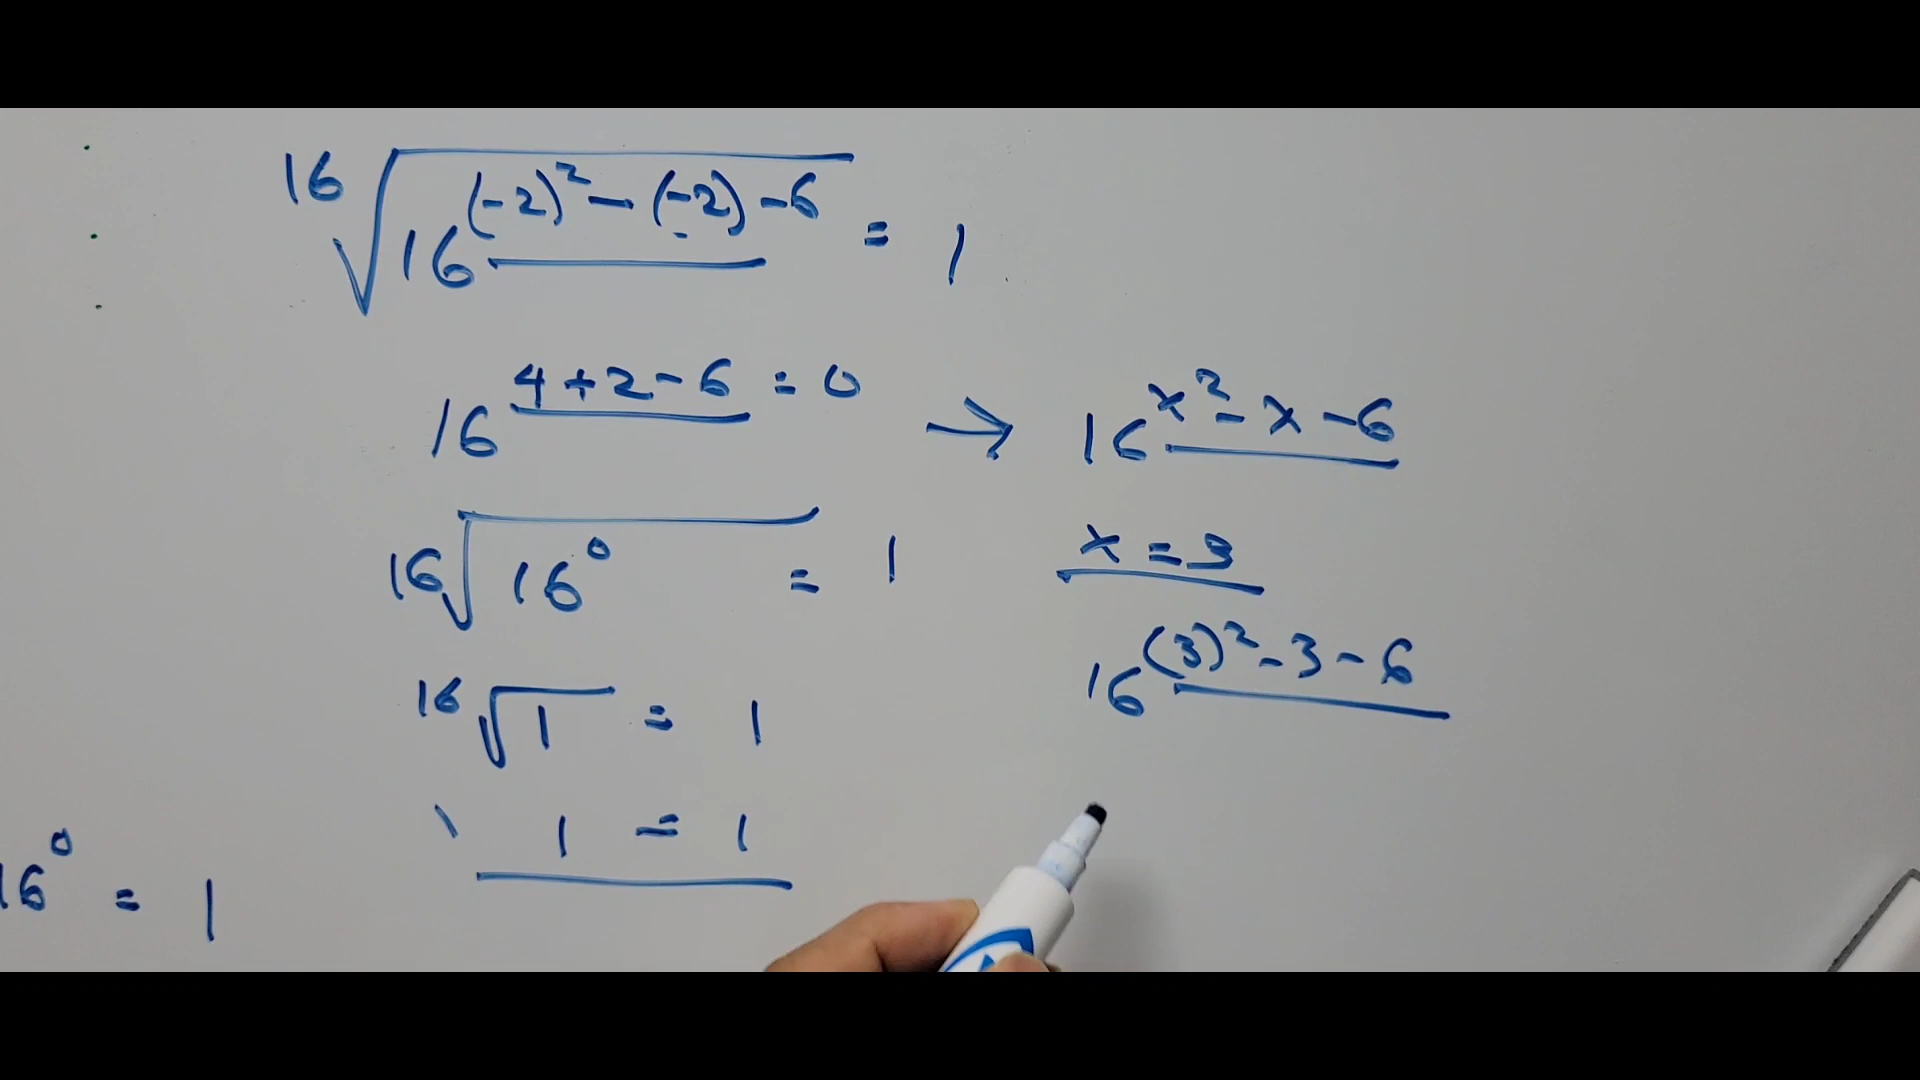 ¹⁶√(16^((-2)²-(-2)-6)) = 1
16^(4+2-6) = 0 → 16^(x²-x-6)
¹⁶√(16⁰) = 1
x = 3
¹⁶√1 = 1
16^((3)²-3-6)
1 = 1
16⁰ = 1